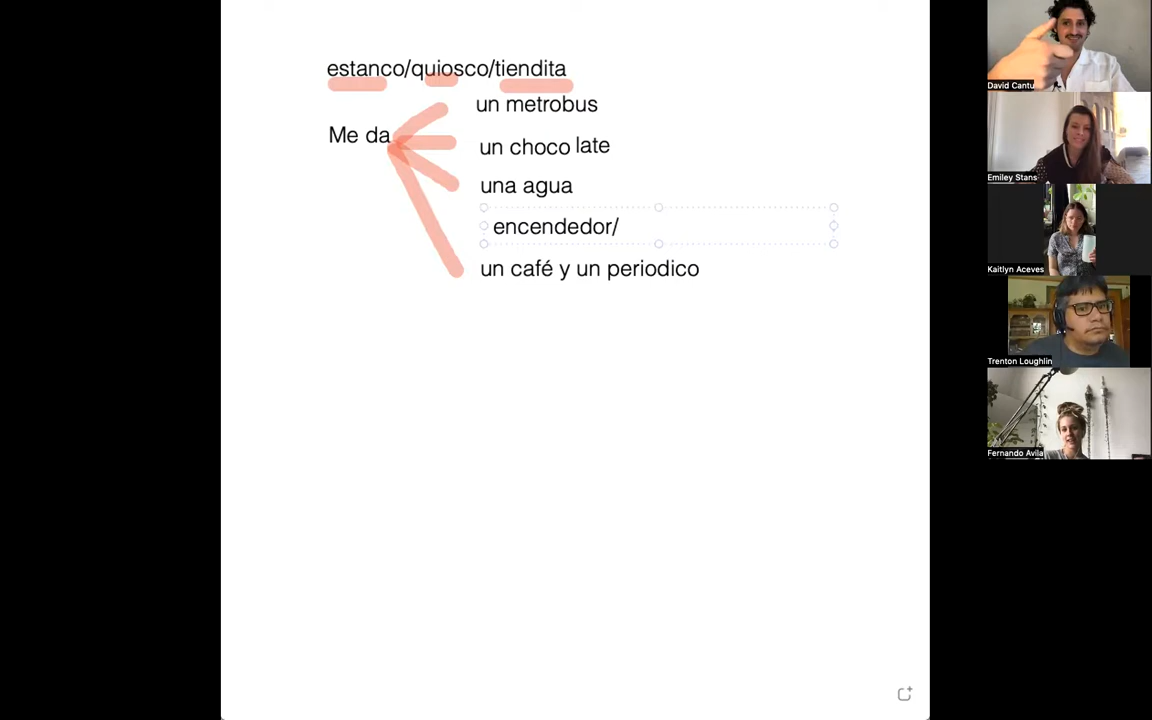 estanco/quiosco/tiendita
un metrobus
Me da
un choco late
una agua
encendedor/
un café y un periodico
David Cantu
Emiley Stans
Kaitlyn Aceves
Trenton Loughlin
Fernando Avila